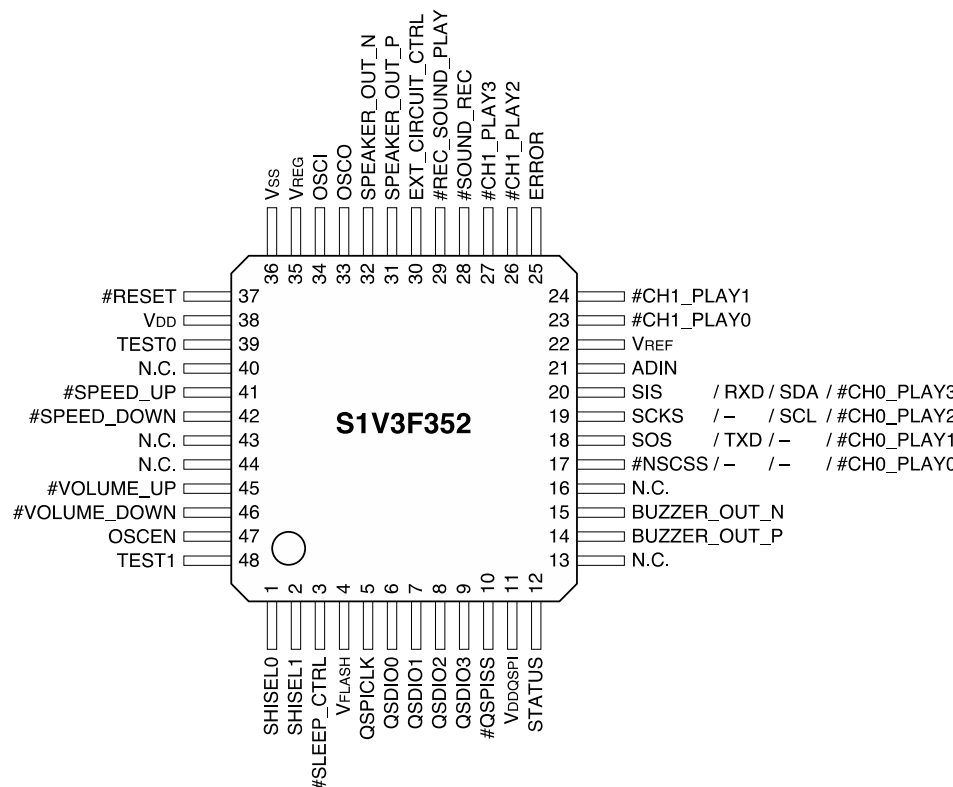 VSS
VREG
OSCI
OSCO
SPEAKER_OUT_N
SPEAKER_OUT_P
EXT_CIRCUIT_CTRL
#REC_SOUND_PLAY
#SOUND_REC
#CH1_PLAY3
#CH1_PLAY2
ERROR
36 35 34 33 32 31 30 29 28 27 26 25
#RESET 37
VDD 38
TEST0 39
N.C. 40
#SPEED_UP 41
#SPEED_DOWN 42
N.C. 43
N.C. 44
#VOLUME_UP 45
#VOLUME_DOWN 46
OSCEN 47
TEST1 48
S1V3F352
24 #CH1_PLAY1
23 #CH1_PLAY0
22 VREF
21 ADIN
20 SIS / RXD / SDA / #CH0_PLAY3
19 SCKS / – / SCL / #CH0_PLAY2
18 SOS / TXD / – / #CH0_PLAY1
17 #NSCSS / – / – / #CH0_PLAY0
16 N.C.
15 BUZZER_OUT_N
14 BUZZER_OUT_P
13 N.C.
1 2 3 4 5 6 7 8 9 10 11 12
SHISEL0
SHISEL1
#SLEEP_CTRL
VFLASH
QSPICLK
QSDIO0
QSDIO1
QSDIO2
QSDIO3
#QSPISS
VDDQSPI
STATUS